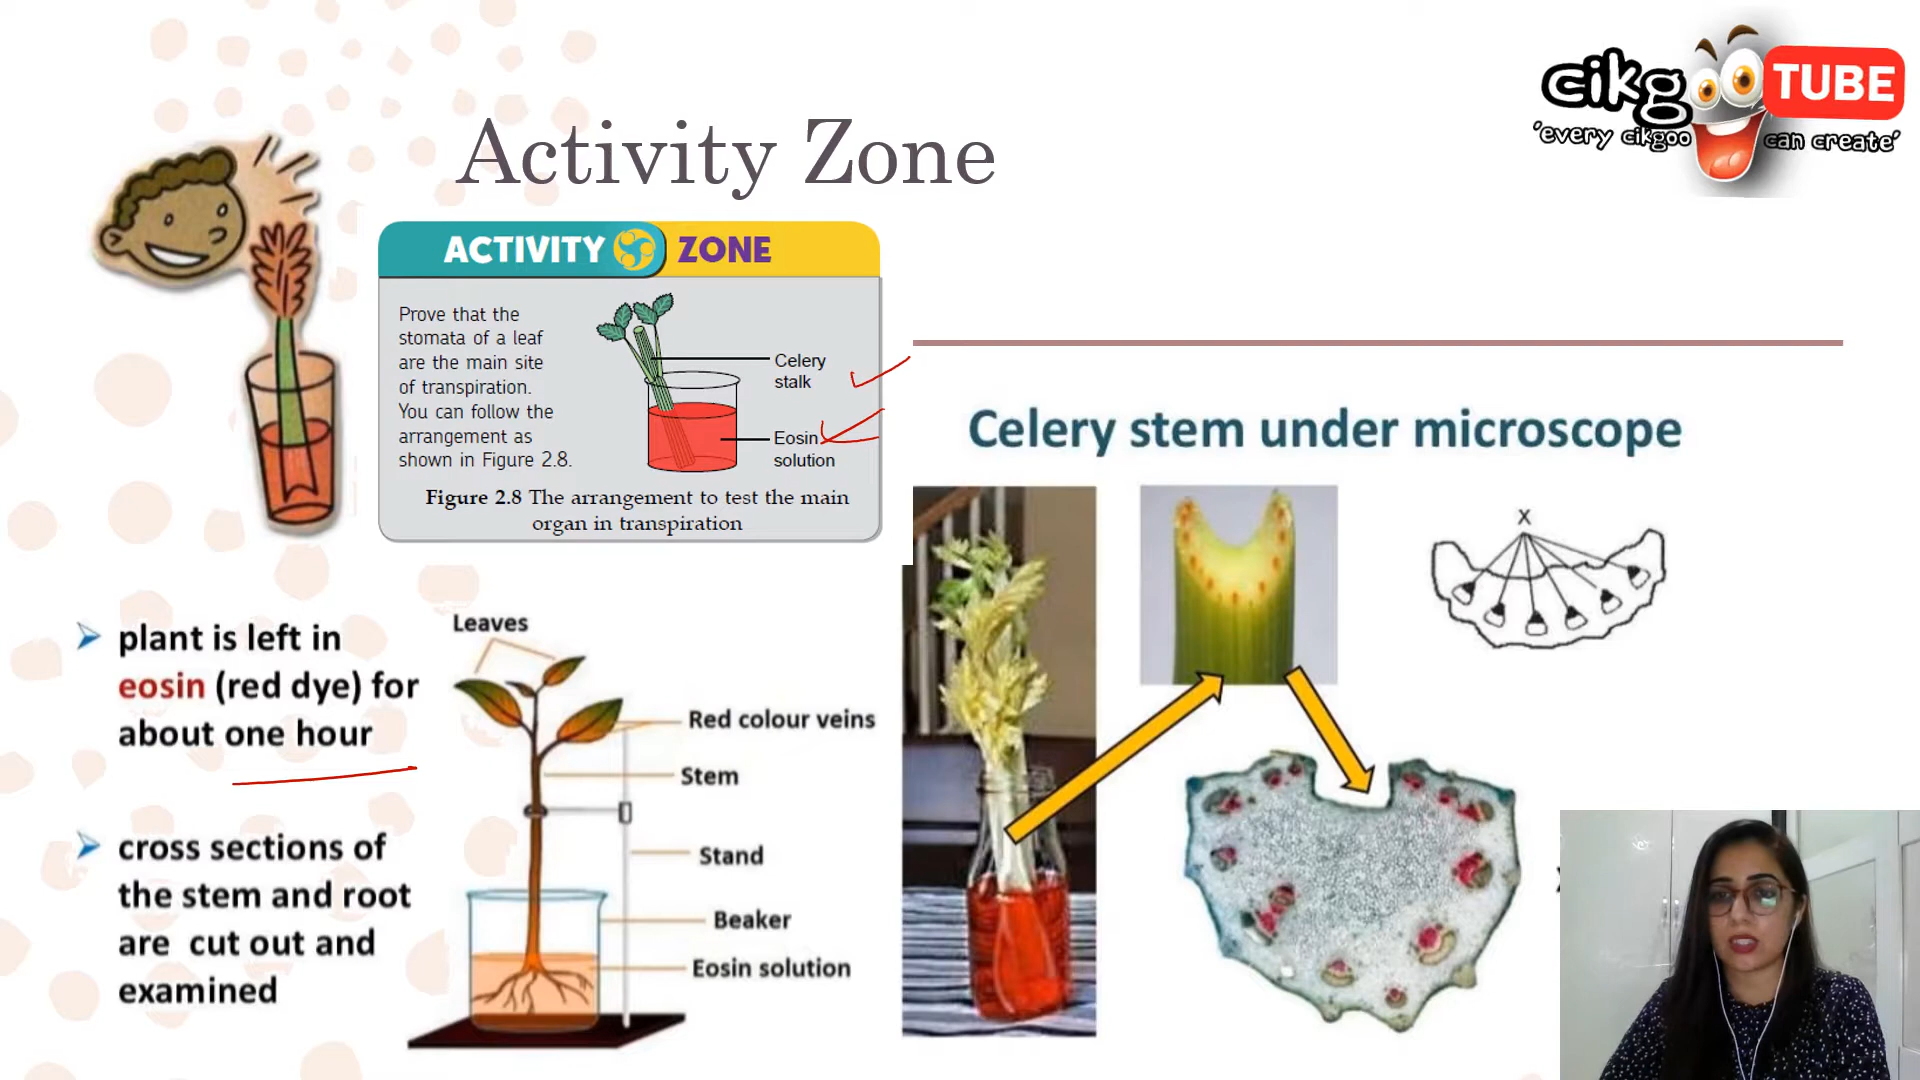 cikgoo TUBE
'every cikgoo can create'
Activity Zone
ACTIVITY ZONE
Prove that the
stomata of a leaf
are the main site
of transpiration.
You can follow the
arrangement as
shown in Figure 2.8.
Celery
stalk
Eosin
solution
Figure 2.8 The arrangement to test the main
organ in transpiration
Celery stem under microscope
X
plant is left in
eosin (red dye) for
about one hour
cross sections of
the stem and root
are cut out and
examined
Leaves
Red colour veins
Stem
Stand
Beaker
Eosin solution